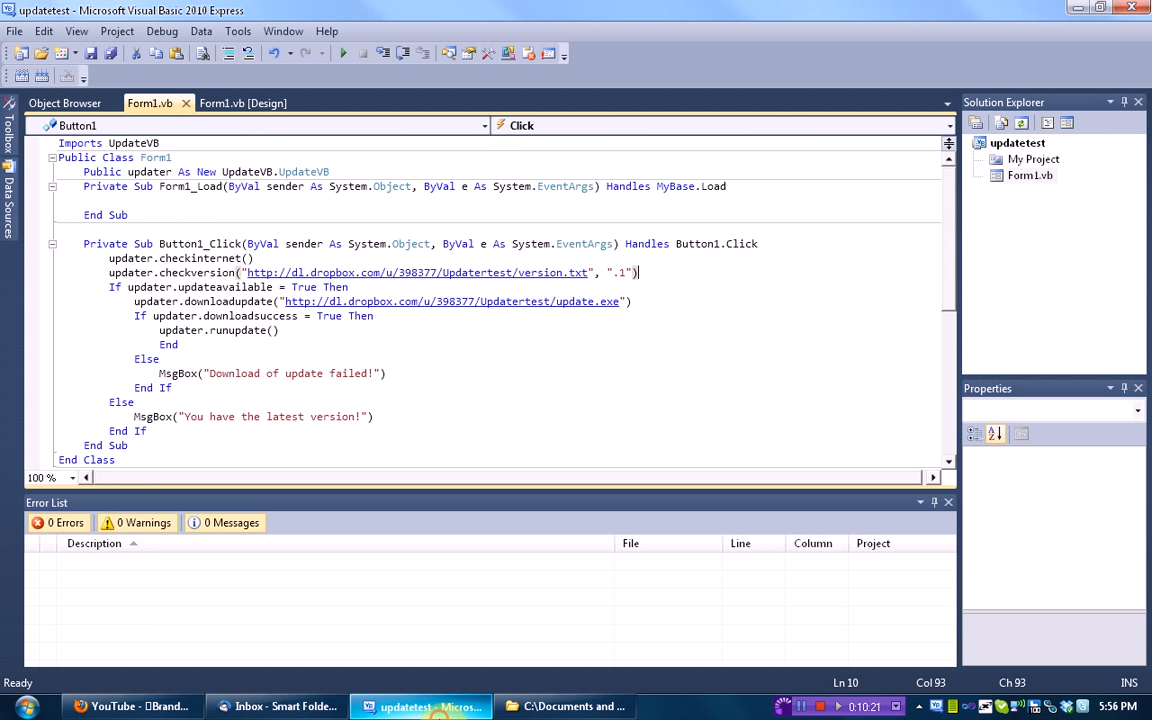 updatetest - Microsoft Visual Basic 2010 Express
File Edit View Project Debug Data Tools Window Help
Object Browser Form1.vb Form1.vb [Design]
Button1 Click
Imports UpdateVB
Public Class Form1
Public updater As New UpdateVB.UpdateVB
Private Sub Form1_Load(ByVal sender As System.Object, ByVal e As System.EventArgs) Handles MyBase.Load
End Sub
Private Sub Button1_Click(ByVal sender As System.Object, ByVal e As System.EventArgs) Handles Button1.Click
updater.checkinternet()
updater.checkversion("http://dl.dropbox.com/u/398377/Updatertest/version.txt", ".1")
If updater.updateavailable = True Then
updater.downloadupdate("http://dl.dropbox.com/u/398377/Updatertest/update.exe")
If updater.downloadsuccess = True Then
updater.runupdate()
End
Else
MsgBox("Download of update failed!")
End If
Else
MsgBox("You have the latest version!")
End If
End Sub
End Class
100 %
Toolbox
Data Sources
Solution Explorer
updatetest
My Project
Form1.vb
Properties
Error List
0 Errors 0 Warnings 0 Messages
Description File Line Column Project
Ready Ln 10 Col 93 Ch 93 INS
YouTube - Brand... Inbox - Smart Folde... updatetest - Micros... C:\Documents and ... 0:10:21 5:56 PM